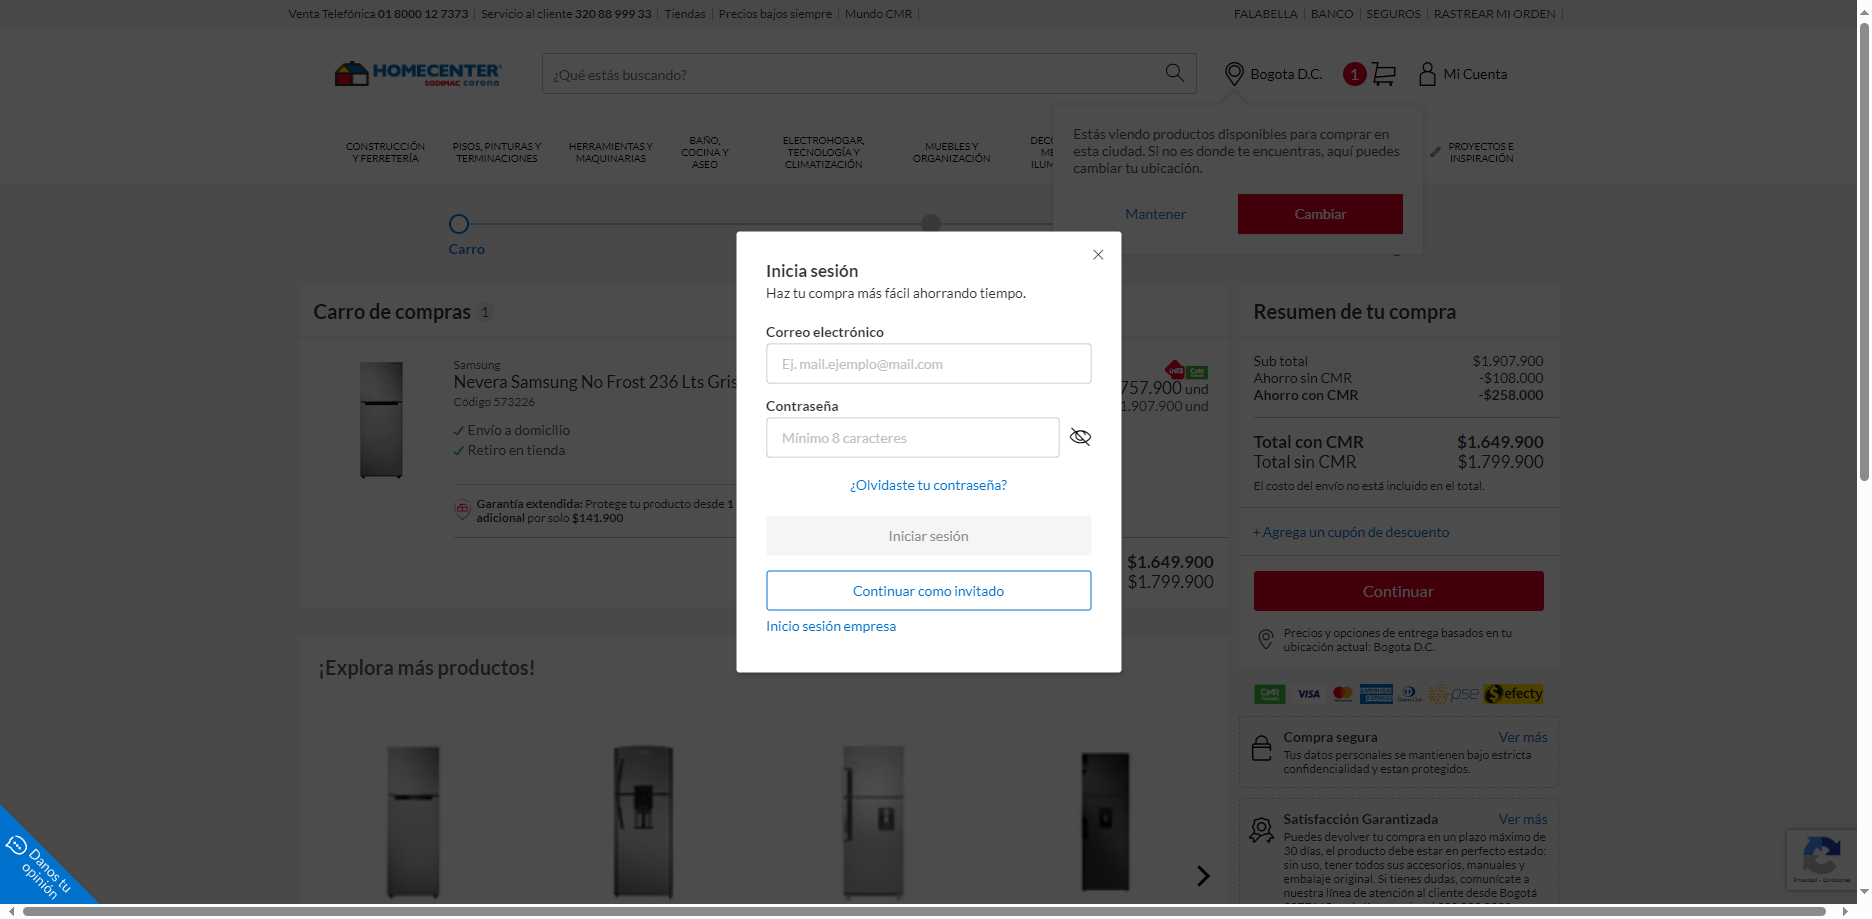 Venta Telefónica 01 8000 12 7373
Servicio al cliente 320 88 999 33
Tiendas
Precios bajos siempre
Mundo CMR
FALABELLA
BANCO
SEGUROS
RASTREAR MI ORDEN
HOMECENTER
SODIMAC corona
¿Qué estás buscando?
Bogota D.C.
1
Mi Cuenta
CONSTRUCCIÓN
Y FERRETERÍA
PISOS, PINTURAS Y
TERMINACIONES
HERRAMIENTAS Y
MAQUINARIAS
BAÑO,
COCINA Y
ASEO
ELECTROHOGAR,
TECNOLOGÍA Y
CLIMATIZACIÓN
MUEBLES Y
ORGANIZACIÓN
DECO
ME
ILUM
PROYECTOS E
INSPIRACIÓN
Estás viendo productos disponibles para comprar en
esta ciudad. Si no es donde te encuentras, aquí puedes
cambiar tu ubicación.
Mantener
Cambiar
Carro
Inicia sesión
Haz tu compra más fácil ahorrando tiempo.
Correo electrónico
Ej. mail.ejemplo@mail.com
Contraseña
Mínimo 8 caracteres
¿Olvidaste tu contraseña?
Iniciar sesión
Continuar como invitado
Inicio sesión empresa
Carro de compras 1
Samsung
Nevera Samsung No Frost 236 Lts Gris
Código 573226
Envío a domicilio
Retiro en tienda
Garantía extendida: Protege tu producto desde 1
adicional por solo $141.900
757.900 und
1.907.900 und
$1.649.900
$1.799.900
Resumen de tu compra
Sub total $1.907.900
Ahorro sin CMR -$108.000
Ahorro con CMR -$258.000
Total con CMR $1.649.900
Total sin CMR $1.799.900
El costo del envío no está incluido en el total.
+ Agrega un cupón de descuento
Continuar
Precios y opciones de entrega basados en tu
ubicación actual: Bogota D.C.
CMR
VISA
AMERICAN EXPRESS
pse
Efecty
Compra segura Ver más
Tus datos personales se mantienen bajo estricta
confidencialidad y estan protegidos.
Satisfacción Garantizada Ver más
Puedes devolver tu compra en un plazo máximo de
30 días, el producto debe estar en perfecto estado:
sin uso, tener todos sus accesorios, manuales y
embalaje original. Si tienes dudas, comunícate a
nuestra línea de atención al cliente desde Bogotá
¡Explora más productos!
Danos tu
opinión
Privacidad - Condiciones